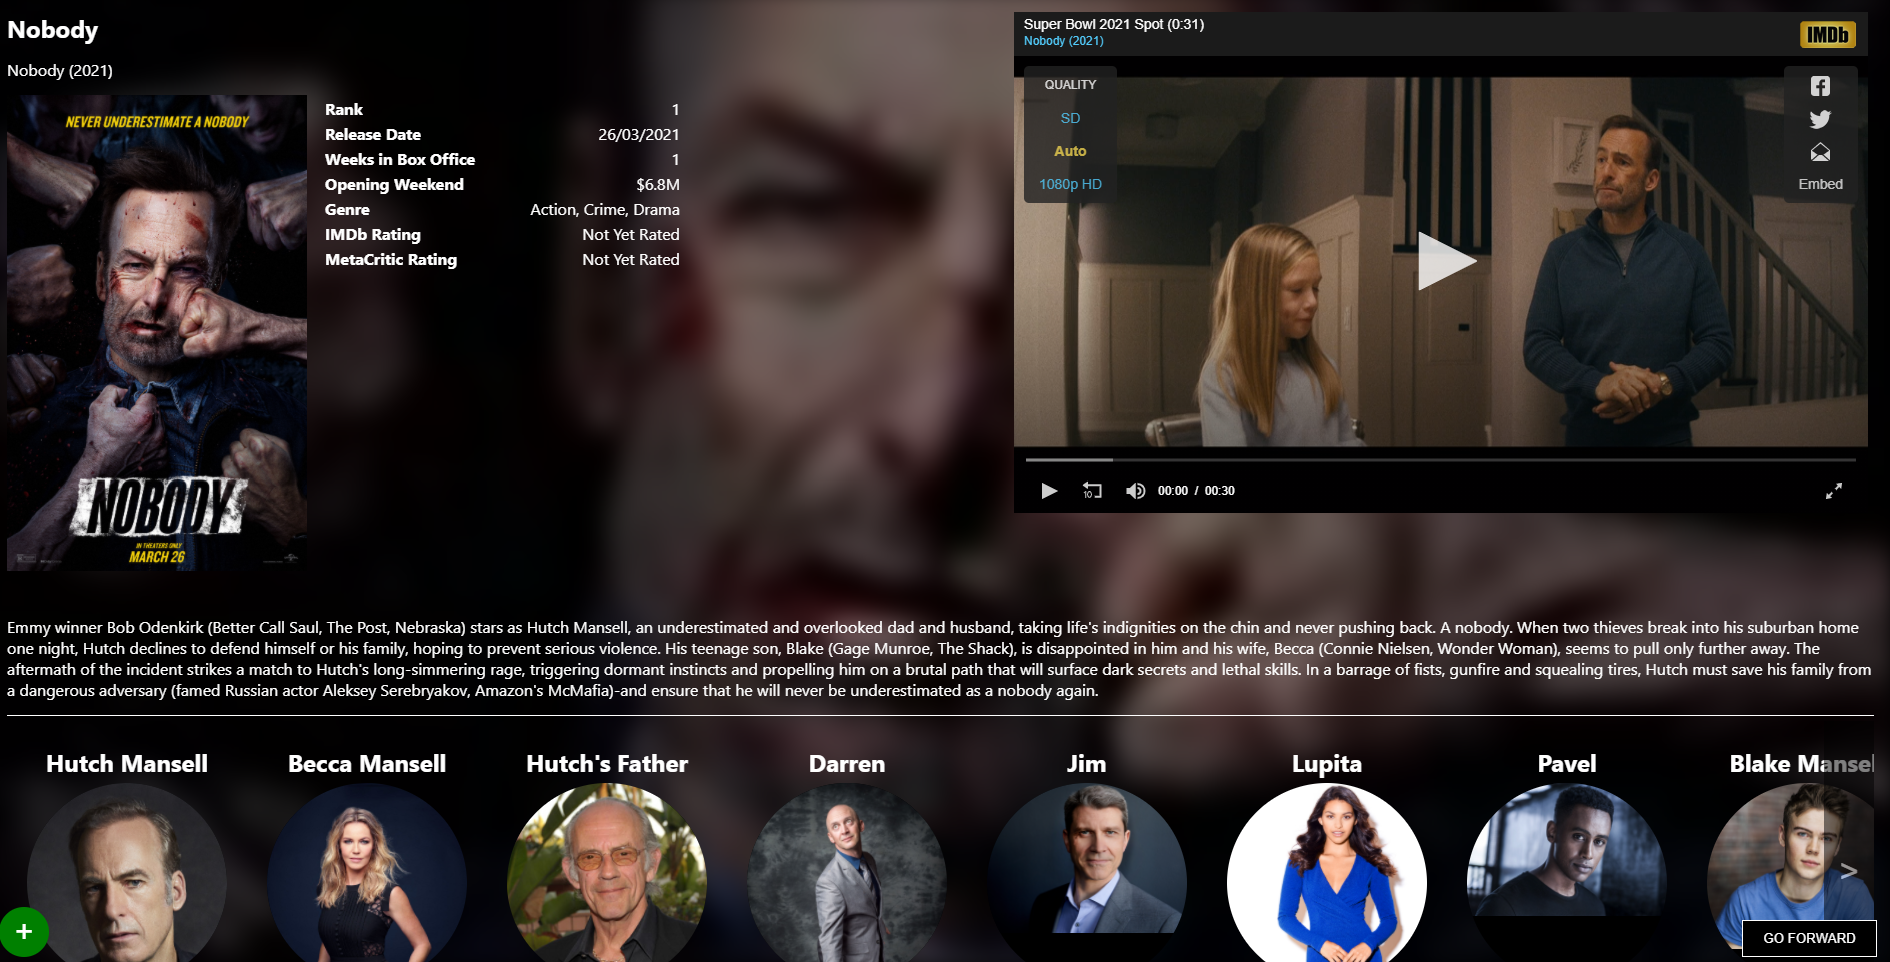 Nobody
Nobody (2021)
NEVER UNDERESTIMATE A NOBODY
NOBODY
IN THEATERS ONLY
MARCH 26
Rank 1
Release Date 26/03/2021
Weeks in Box Office 1
Opening Weekend $6.8M
Genre Action, Crime, Drama
IMDb Rating Not Yet Rated
MetaCritic Rating Not Yet Rated
Super Bowl 2021 Spot (0:31)
Nobody (2021)
IMDb
QUALITY
SD
Auto
1080p HD
Embed
10
00:00 / 00:30
Emmy winner Bob Odenkirk (Better Call Saul, The Post, Nebraska) stars as Hutch Mansell, an underestimated and overlooked dad and husband, taking life's indignities on the chin and never pushing back. A nobody. When two thieves break into his suburban home
one night, Hutch declines to defend himself or his family, hoping to prevent serious violence. His teenage son, Blake (Gage Munroe, The Shack), is disappointed in him and his wife, Becca (Connie Nielsen, Wonder Woman), seems to pull only further away. The
aftermath of the incident strikes a match to Hutch's long-simmering rage, triggering dormant instincts and propelling him on a brutal path that will surface dark secrets and lethal skills. In a barrage of fists, gunfire and squealing tires, Hutch must save his family from
a dangerous adversary (famed Russian actor Aleksey Serebryakov, Amazon's McMafia)-and ensure that he will never be underestimated as a nobody again.
Hutch Mansell
Becca Mansell
Hutch's Father
Darren
Jim
Lupita
Pavel
Blake Mansel
>
+
GO FORWARD